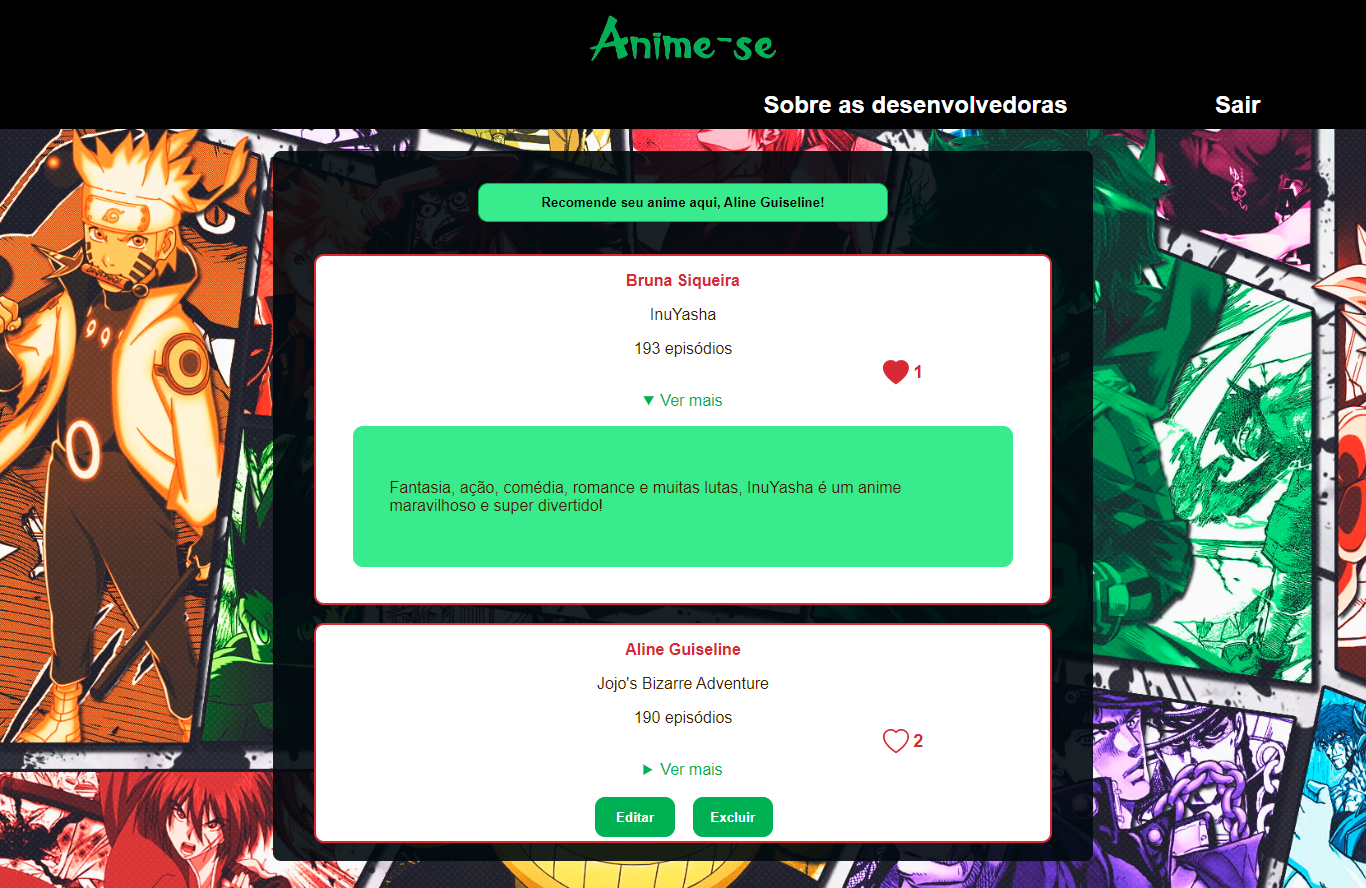 Anime-se
Sobre as desenvolvedoras
Sair
Recomende seu anime aqui, Aline Guiseline!
Bruna Siqueira
InuYasha
193 episódios
1
▼ Ver mais
Fantasia, ação, comédia, romance e muitas lutas, InuYasha é um anime
maravilhoso e super divertido!
Aline Guiseline
Jojo's Bizarre Adventure
190 episódios
2
▶ Ver mais
Editar
Excluir